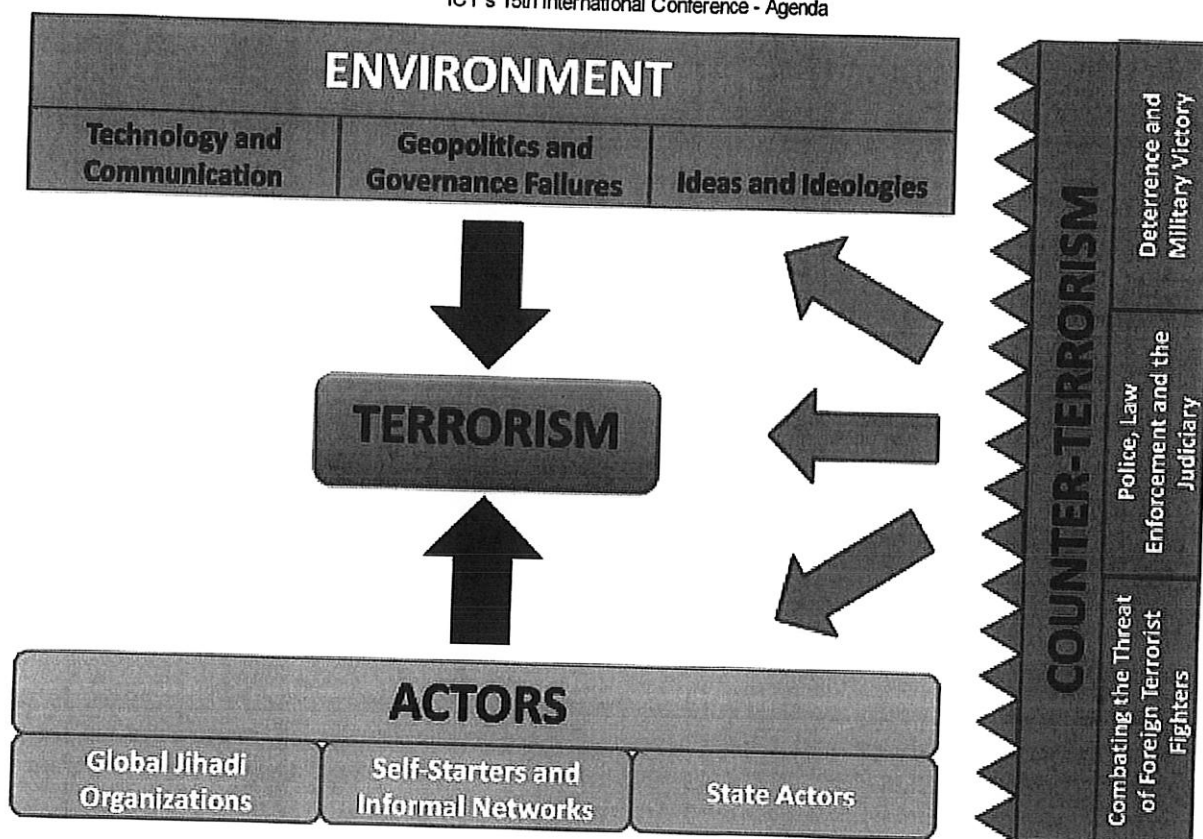 ICT's 15th International Conference - Agenda
ENVIRONMENT
Technology and
Communication
Geopolitics and
Governance Failures
Ideas and Ideologies
TERRORISM
ACTORS
Global Jihadi
Organizations
Self-Starters and
Informal Networks
State Actors
COUNTER-TERRORISM
Deterrence and
Military Victory
Police, Law
Enforcement and the
Judiciary
Combating the Threat
of Foreign Terrorist
Fighters